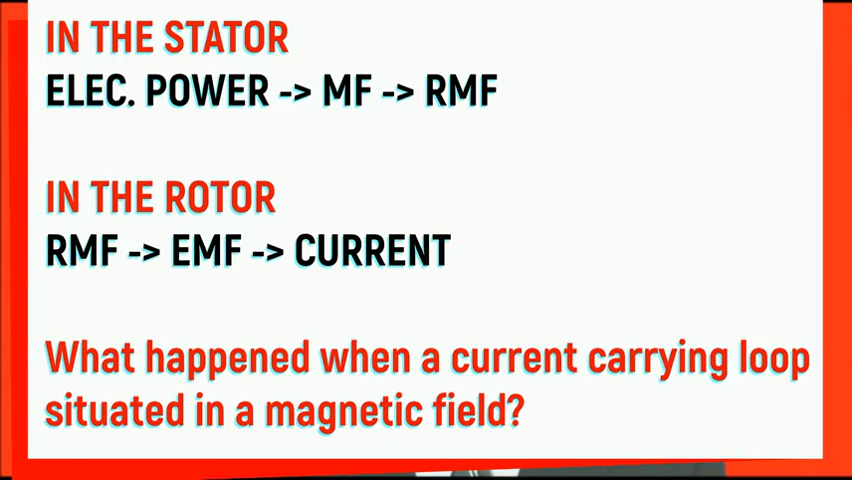 IN THE STATOR
ELEC. POWER -> MF -> RMF
IN THE ROTOR
RMF -> EMF -> CURRENT
What happened when a current carrying loop
situated in a magnetic field?